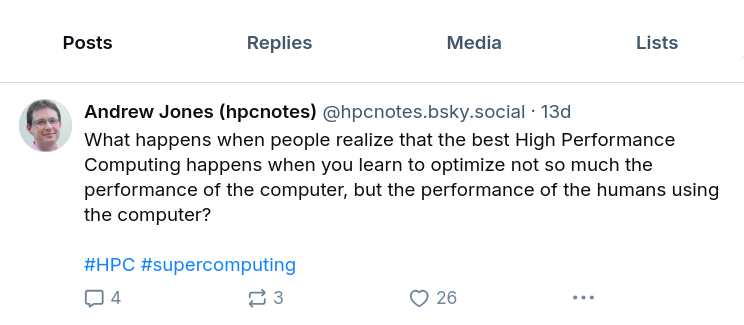 Posts Replies Media Lists
Andrew Jones (hpcnotes) @hpcnotes.bsky.social · 13d
What happens when people realize that the best High Performance
Computing happens when you learn to optimize not so much the
performance of the computer, but the performance of the humans using
the computer?
#HPC #supercomputing
4 3 26